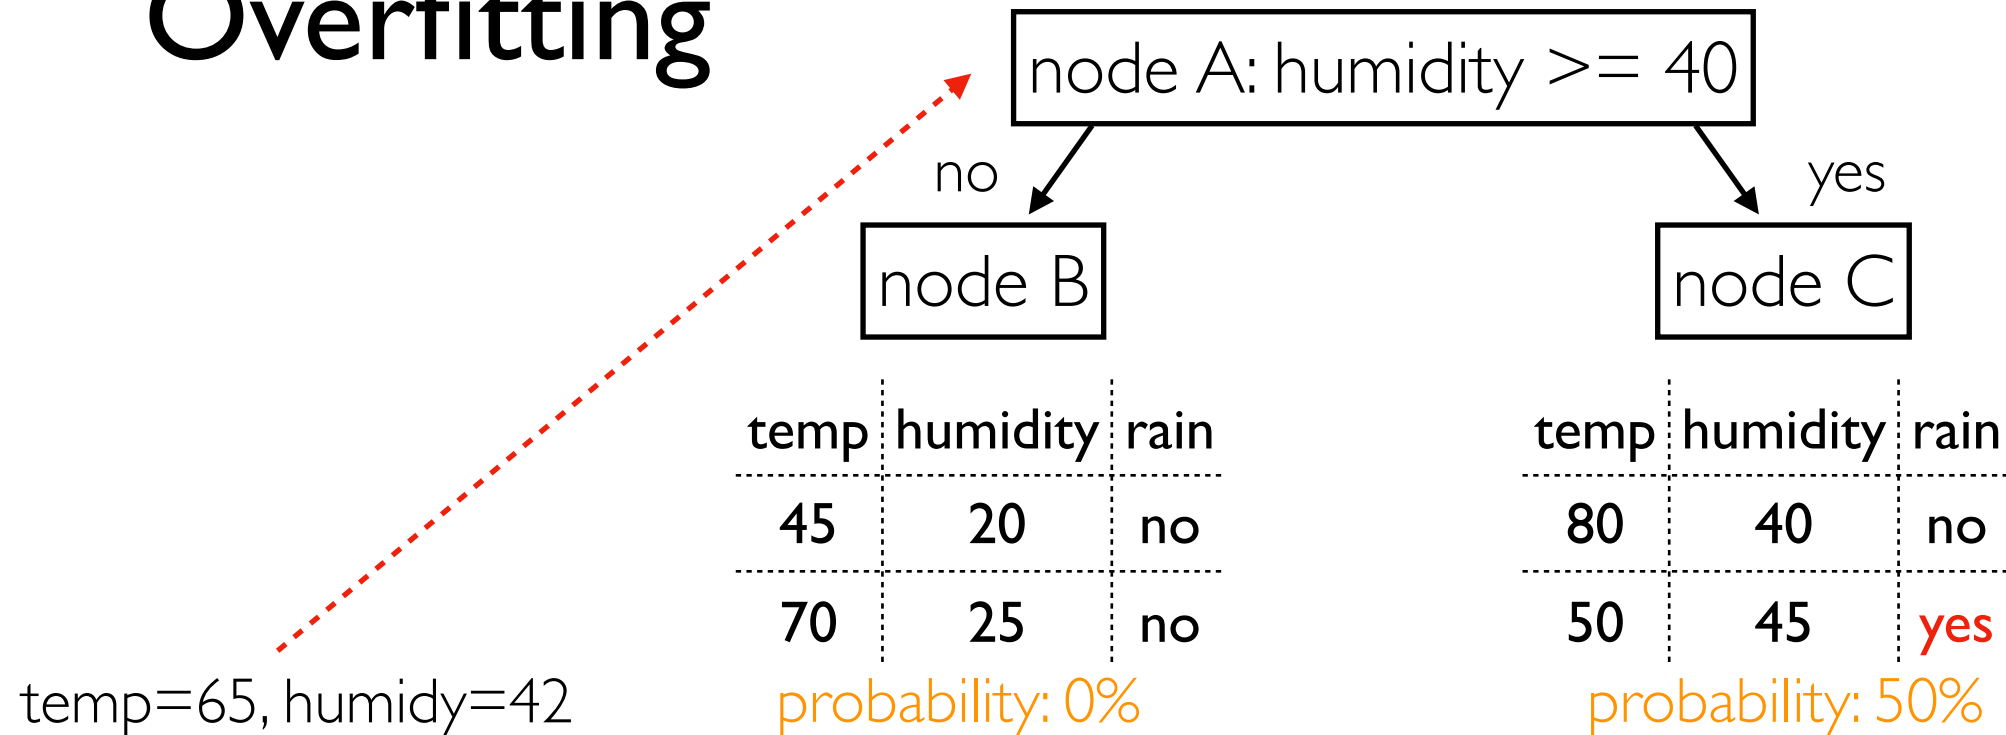 Overfitting
node A: humidity >= 40
no
yes
node B
node C
temp humidity rain
45 20 no
70 25 no
probability: 0%
temp humidity rain
80 40 no
50 45 yes
probability: 50%
temp=65, humidy=42